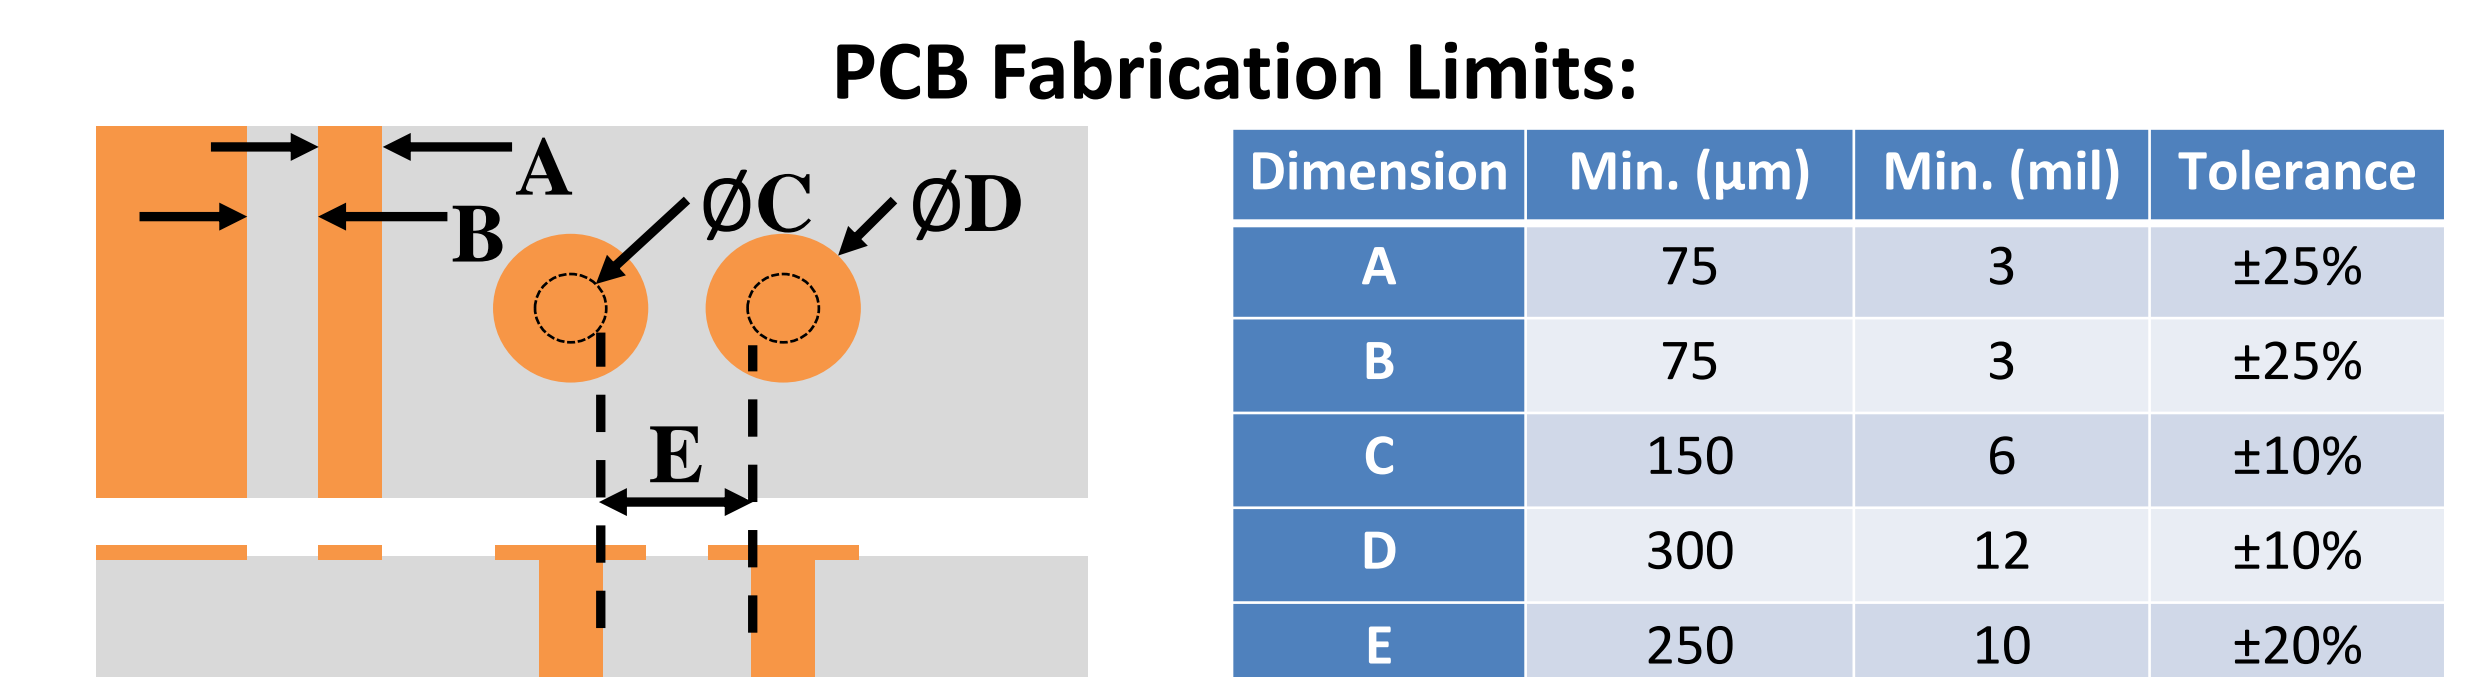 PCB Fabrication Limits:
A
B
ØC
ØD
E
Dimension Min. (μm) Min. (mil) Tolerance
A 75 3 ±25%
B 75 3 ±25%
C 150 6 ±10%
D 300 12 ±10%
E 250 10 ±20%